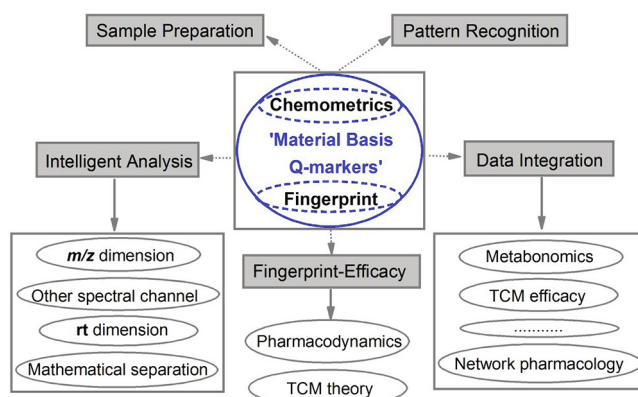 Sample Preparation
Pattern Recognition
Chemometrics
'Material Basis
Q-markers'
Fingerprint
Intelligent Analysis
Data Integration
Fingerprint-Efficacy
m/z dimension
Other spectral channel
rt dimension
Mathematical separation
Pharmacodynamics
TCM theory
Metabonomics
TCM efficacy
...........
Network pharmacology